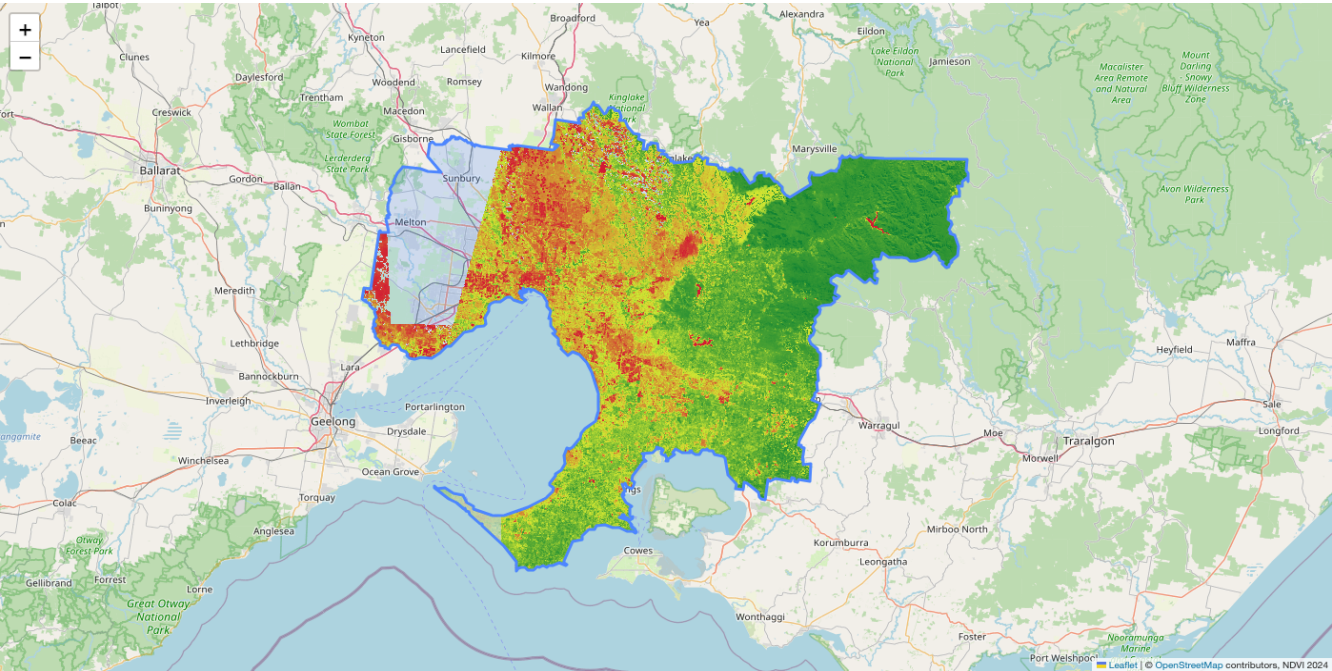 +
−
Talbot
Broadford
Yea
Alexandra
Eildon
Kyneton
Lancefield
Kilmore
Lake Eildon
National
Park
Jamieson
Mount
Darling
- Snowy
Bluff Wilderness
Zone
Macalister
Area Remote
and Natural
Area
Clunes
Daylesford
Woodend
Romsey
Wandong
Trentham
Kinglake
National
Park
Creswick
Macedon
Wallan
Wombat
State Forest
Gisborne
Marysville
Lerderderg
State Park
Ballarat
Gordon
Ballan
Sunbury
Avon Wilderness
Park
Buninyong
Melton
Meredith
Lethbridge
Maffra
Heyfield
Lara
Bannockburn
Inverleigh
Portarlington
Sale
Geelong
Drysdale
Warragul
Moe
Longford
Beeac
Traralgon
Winchelsea
Ocean Grove
Morwell
Torquay
Colac
Anglesea
Mirboo North
Otway
Forest Park
Cowes
Korumburra
Leongatha
Gellibrand
Forrest
Lorne
Great Otway
National
Park
Wonthaggi
Foster
Nooramunga
Marine
Port Welshpool
Leaflet | © OpenStreetMap contributors, NDVI 2024